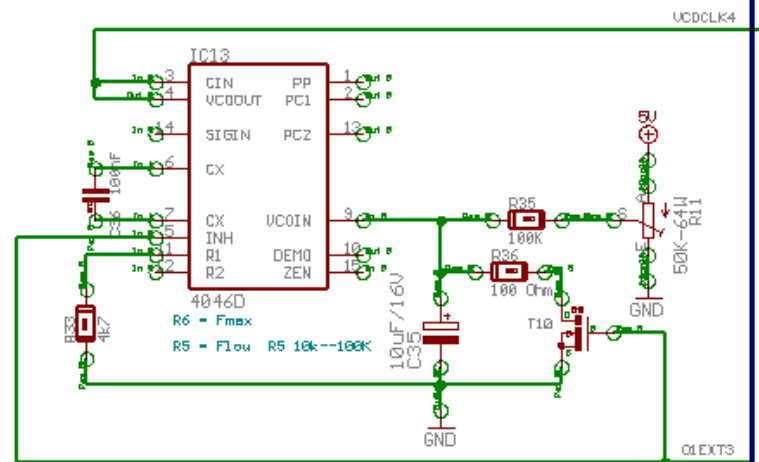 VCDCLK4
IC13
3 CIN PP 1
4 VCOOUT PC1 2
14 SIGIN PC2 13
6 CX
7 CX VCOIN 9
5 INH
11 R1 DEMO 10
12 R2 ZEN 15
4046D
100nF
C36
R33
4k7
R6 = Fmax
R5 = Flow R5 10k--100K
10uF/16V
C35
GND
R35
100K
R36
100 Ohm
T10
5V
A
S
E
50K-64W
R11
GND
O1EXT3